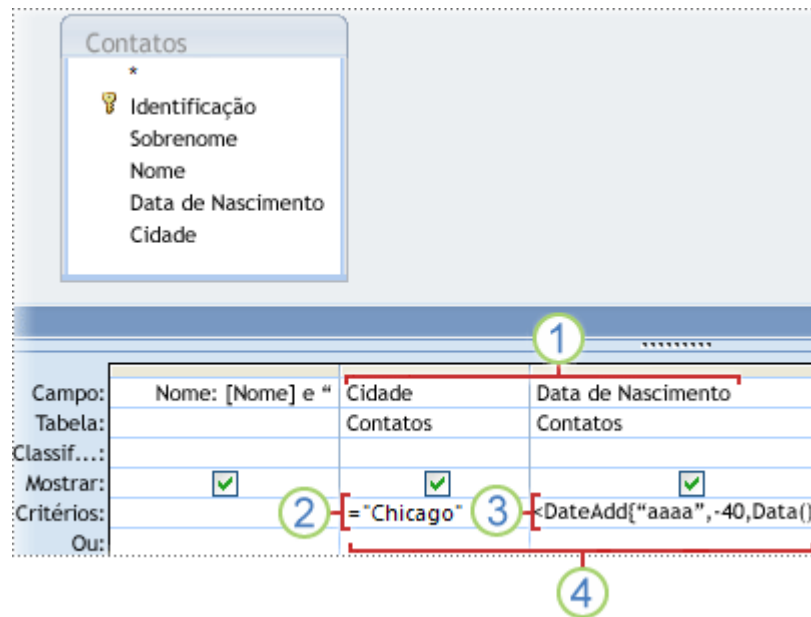 Contatos
*
Identificação
Sobrenome
Nome
Data de Nascimento
Cidade
1
Campo: Nome: [Nome] e “ Cidade Data de Nascimento
Tabela: Contatos Contatos
Classif...:
Mostrar:
Critérios: 2 ="Chicago" 3 <DateAdd{“aaaa”,-40,Data()
Ou:
4